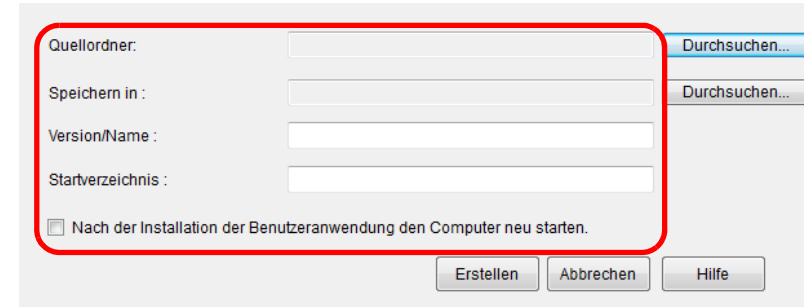 Quellordner: Durchsuchen...
Speichern in : Durchsuchen...
Version/Name :
Startverzeichnis :
Nach der Installation der Benutzeranwendung den Computer neu starten.
Erstellen Abbrechen Hilfe